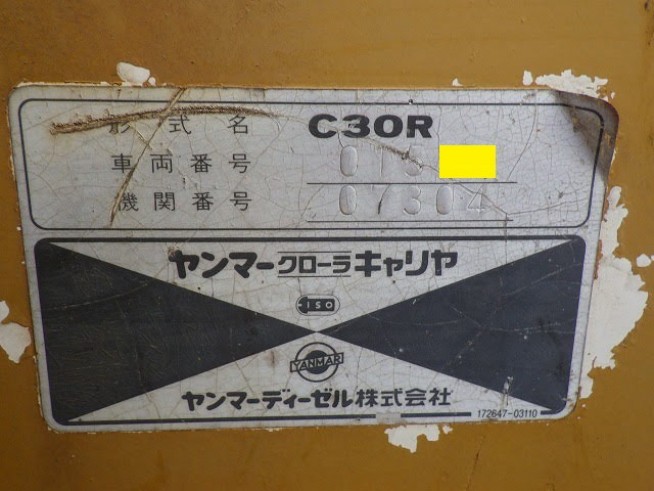 形式名 C30R
車両番号 013
機関番号 07304
ヤンマークローラキャリヤ
ISO
YANMAR
ヤンマーディーゼル株式会社
172647-03110